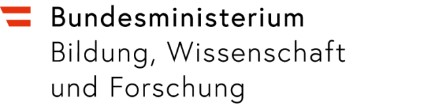 Bundesministerium
Bildung, Wissenschaft
und Forschung